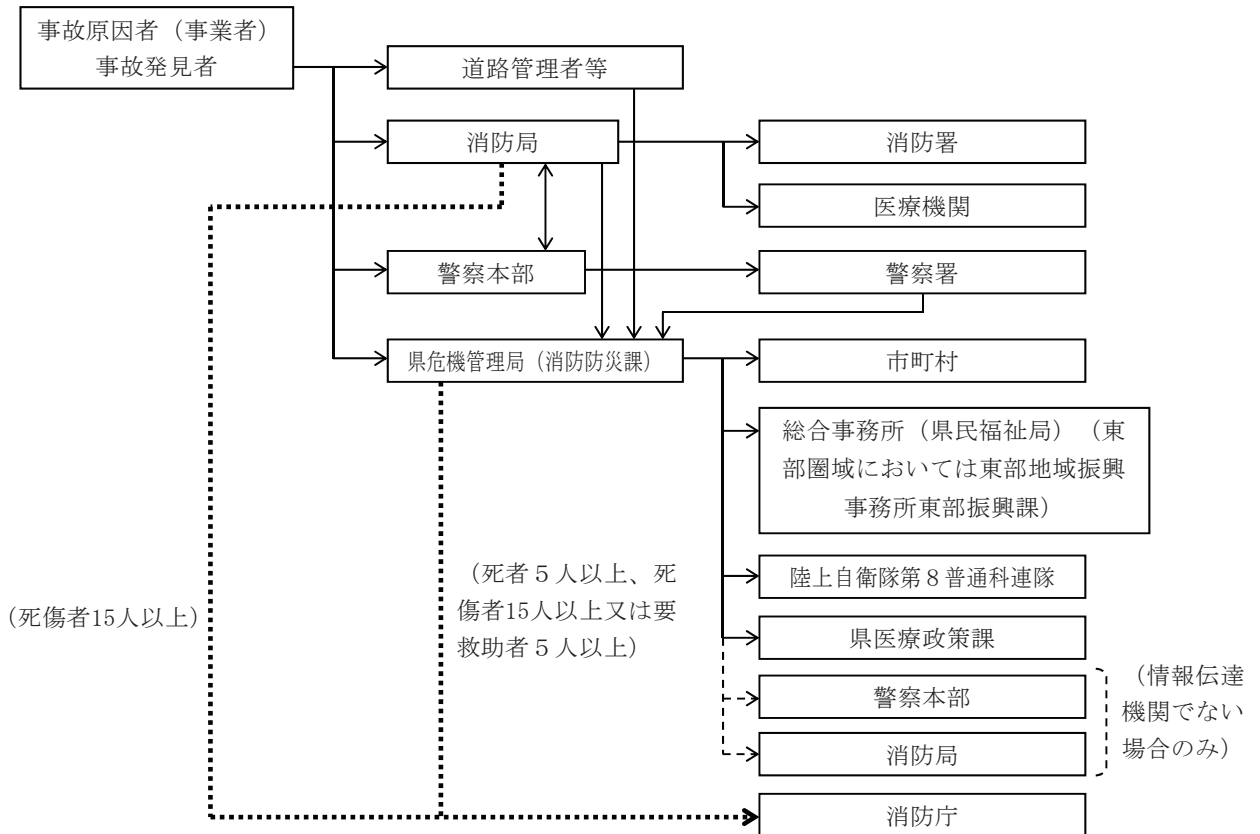 事故原因者（事業者）
事故発見者
道路管理者等
消防局
消防署
医療機関
警察本部
警察署
県危機管理局（消防防災課）
市町村
総合事務所（県民福祉局）（東
部圏域においては東部地域振興
事務所東部振興課）
（死者５人以上、死
傷者15人以上又は要
救助者５人以上）
（死傷者15人以上）
陸上自衛隊第８普通科連隊
県医療政策課
警察本部
消防局
（情報伝達
機関でない
場合のみ）
消防庁